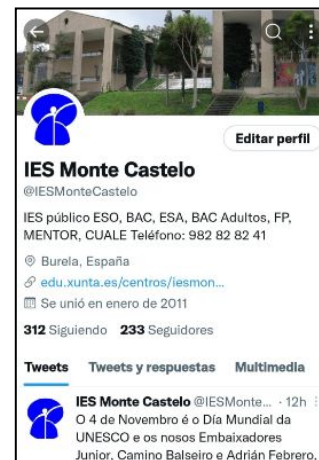 Editar perfil
IES Monte Castelo
@IESMonteCastelo
IES público ESO, BAC, ESA, BAC Adultos, FP,
MENTOR, CUALE Teléfono: 982 82 82 41
Burela, España
edu.xunta.es/centros/iesmon...
Se unió en enero de 2011
312 Siguiendo 233 Seguidores
Tweets Tweets y respuestas Multimedia
IES Monte Castelo @IESMonte... · 12h
O 4 de Novembro é o Día Mundial da
UNESCO e os nosos Embaixadores
Junior, Camino Balseiro e Adrián Febrero,